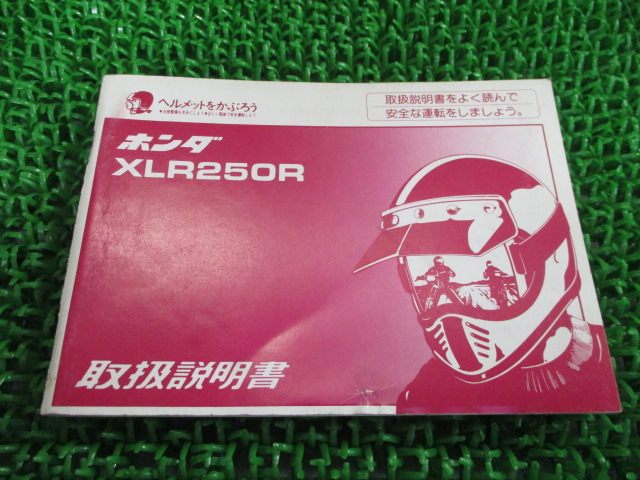 ヘルメットをかぶろう
取扱説明書をよく読んで
安全な運転をしましょう。
ホンダ
XLR250R
取扱説明書